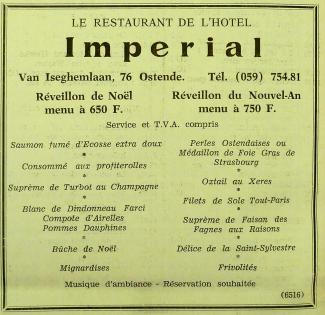 LE RESTAURANT DE L'HOTEL
Imperial
Van Iseghemlaan, 76 Ostende. Tél. (059) 754.81
Réveillon de Noël
menu à 650 F.
Réveillon du Nouvel-An
menu à 750 F.
Service et T.V.A. compris
Saumon fumé d'Ecosse extra doux
*
Consommé aux profiterolles
*
Suprême de Turbot au Champagne
*
Blanc de Dindonneau Farci
Compote d'Airelles
Pommes Dauphines
*
Bûche de Noël
*
Mignardises
Perles Ostendaises ou
Médaillon de Foie Gras de
Strasbourg
*
Oxtail au Xeres
*
Filets de Sole Tout-Paris
*
Suprême de Faisan des
Fagnes aux Raisons
*
Délice de la Saint-Sylvestre
*
Frivolités
Musique d'ambiance - Réservation souhaitée
(6516)